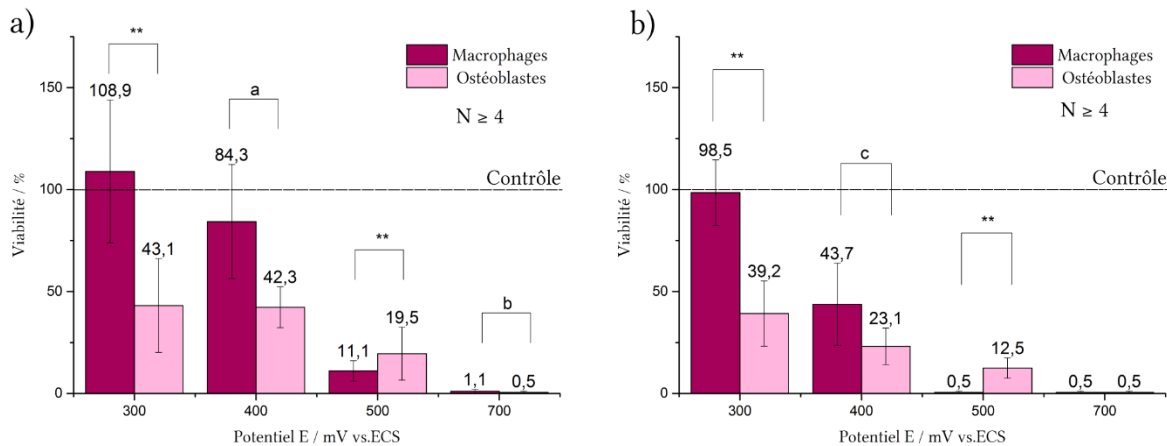 a)
Viabilité / %
150
100
50
0
**
a
**
b
Macrophages
Ostéoblastes
N ≥ 4
Contrôle
108,9
43,1
84,3
42,3
11,1
19,5
1,1
0,5
300
400
500
700
Potentiel E / mV vs.ECS
b)
Viabilité / %
150
100
50
0
**
c
**
Macrophages
Ostéoblastes
N ≥ 4
Contrôle
98,5
39,2
43,7
23,1
0,5
12,5
0,5
0,5
300
400
500
700
Potentiel E / mV vs.ECS